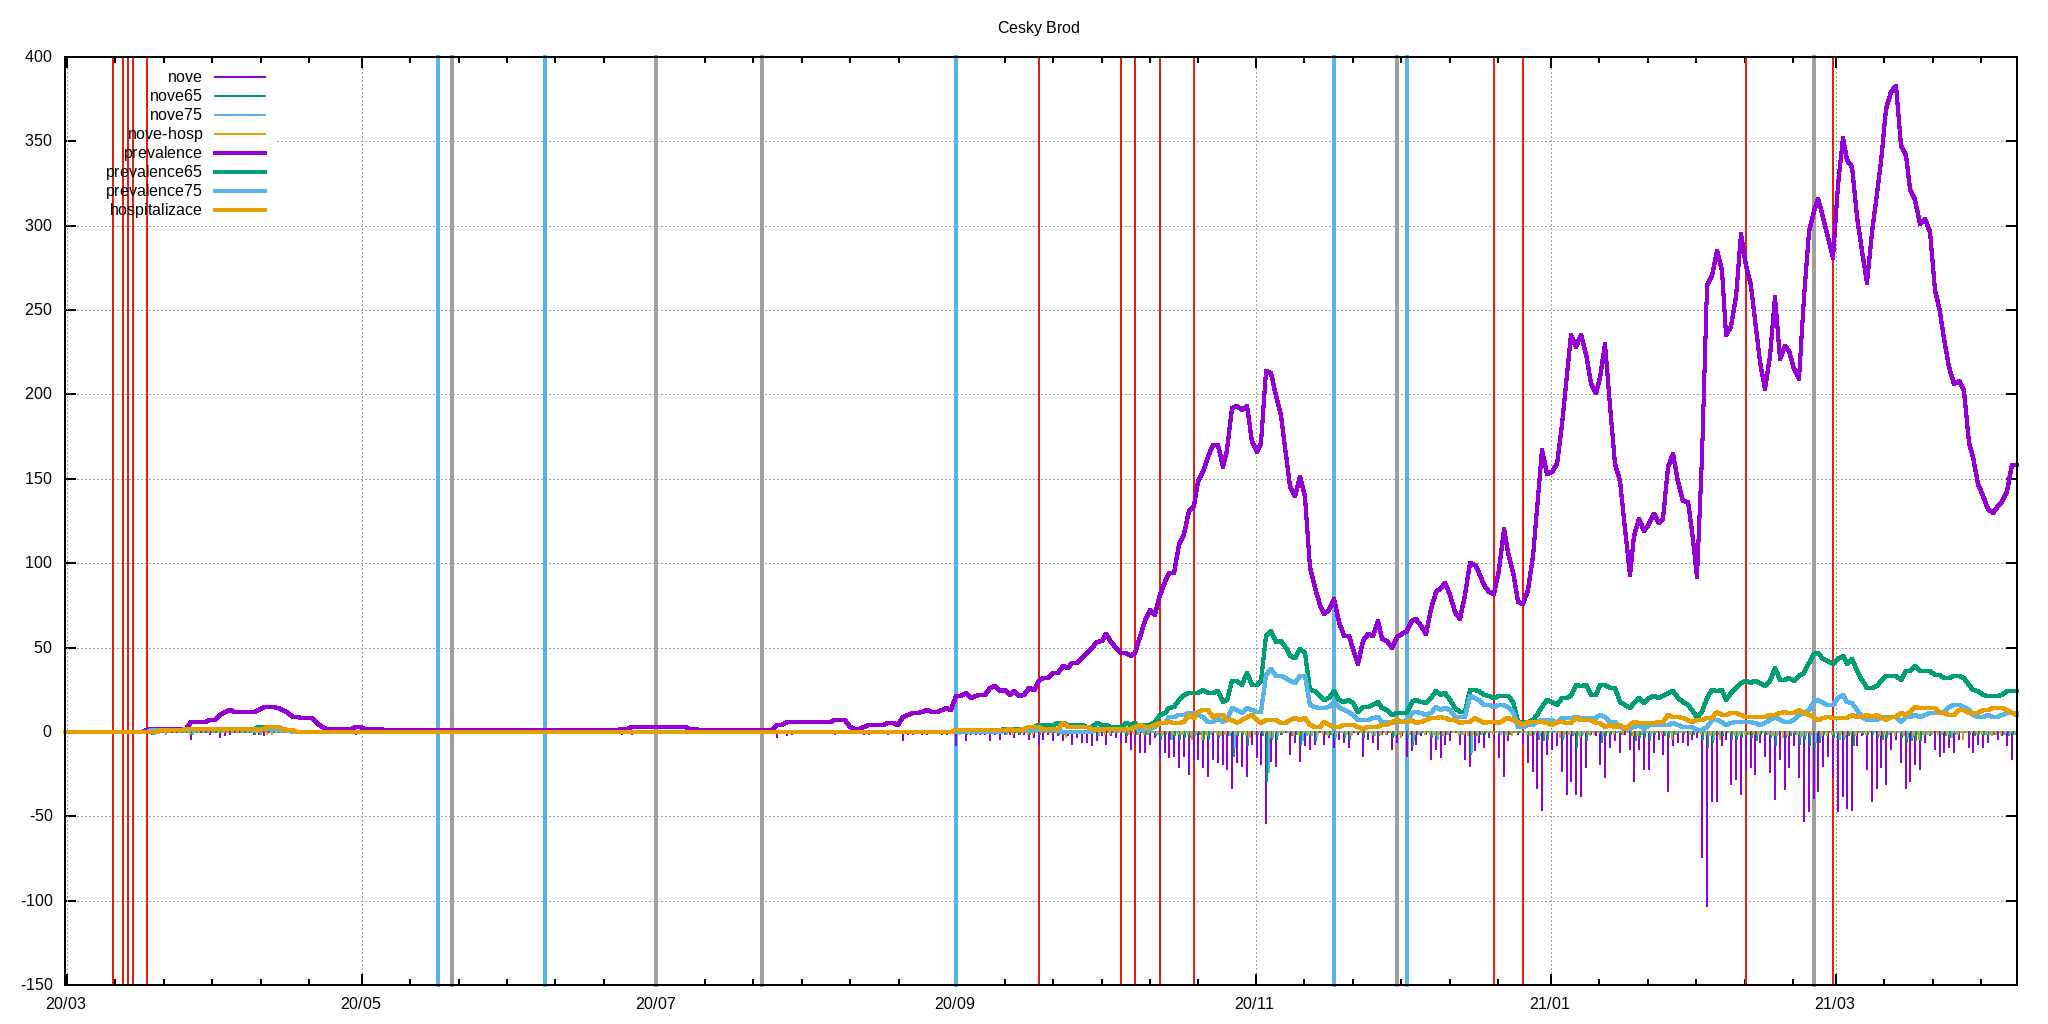 Cesky Brod
400
350
300
250
200
150
100
50
0
-50
-100
-150
nove
nove65
nove75
nove-hosp
prevalence
prevalence65
prevalence75
hospitalizace
20/03 20/05 20/07 20/09 20/11 21/01 21/03